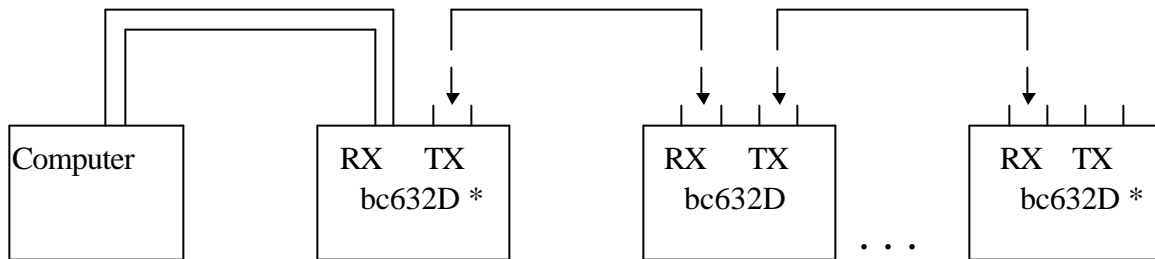 Computer
RX TX
bc632D *
RX TX
bc632D
. . .
RX TX
bc632D *